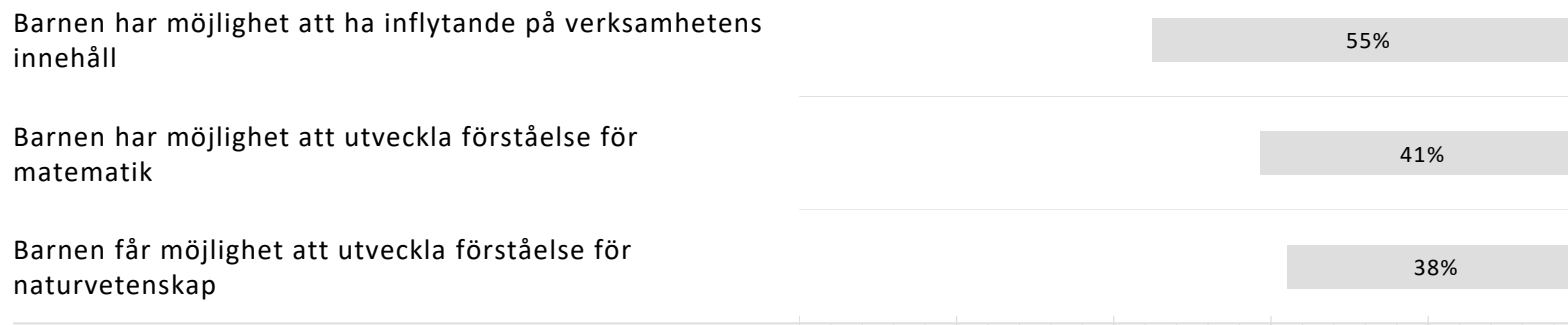 Barnen har möjlighet att ha inflytande på verksamhetens
innehåll
55%
Barnen har möjlighet att utveckla förståelse för
matematik
41%
Barnen får möjlighet att utveckla förståelse för
naturvetenskap
38%